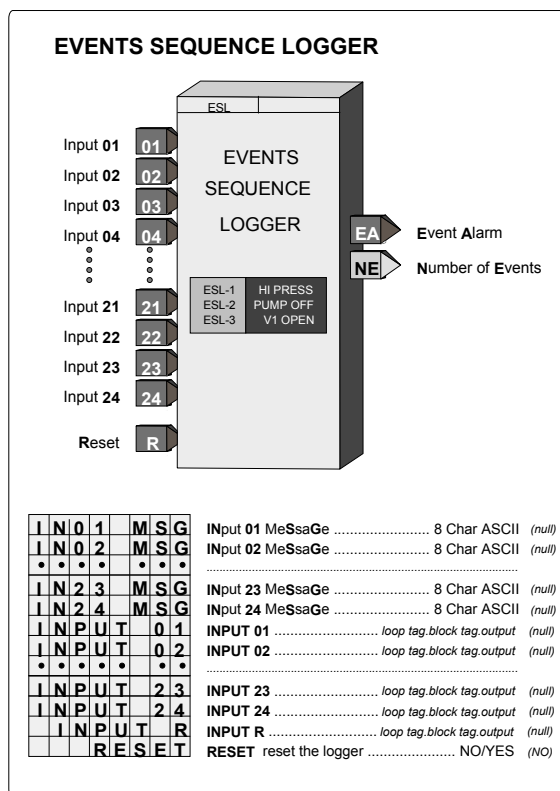 EVENTS SEQUENCE LOGGER
ESL
EVENTS
SEQUENCE
LOGGER
Input 01 01
Input 02 02
Input 03 03
Input 04 04
Input 21 21
Input 22 22
Input 23 23
Input 24 24
Reset R
EA Event Alarm
NE Number of Events
ESL-1 HI PRESS
ESL-2 PUMP OFF
ESL-3 V1 OPEN
IN01 MSG INput 01 MeSsaGe ........................ 8 Char ASCII (null)
IN02 MSG INput 02 MeSsaGe ........................ 8 Char ASCII (null)
• • • • • • • ................................................................................
IN23 MSG INput 23 MeSsaGe ........................ 8 Char ASCII (null)
IN24 MSG INput 24 MeSsaGe ........................ 8 Char ASCII (null)
INPUT 01 INPUT 01 .......................... loop tag.block tag.output (null)
INPUT 02 INPUT 02 .......................... loop tag.block tag.output (null)
• • • • • • • ................................................................................
INPUT 23 INPUT 23 .......................... loop tag.block tag.output (null)
INPUT 24 INPUT 24 .......................... loop tag.block tag.output (null)
INPUT R INPUT R ........................... loop tag.block tag.output (null)
RESET RESET reset the logger ...................... NO/YES (NO)